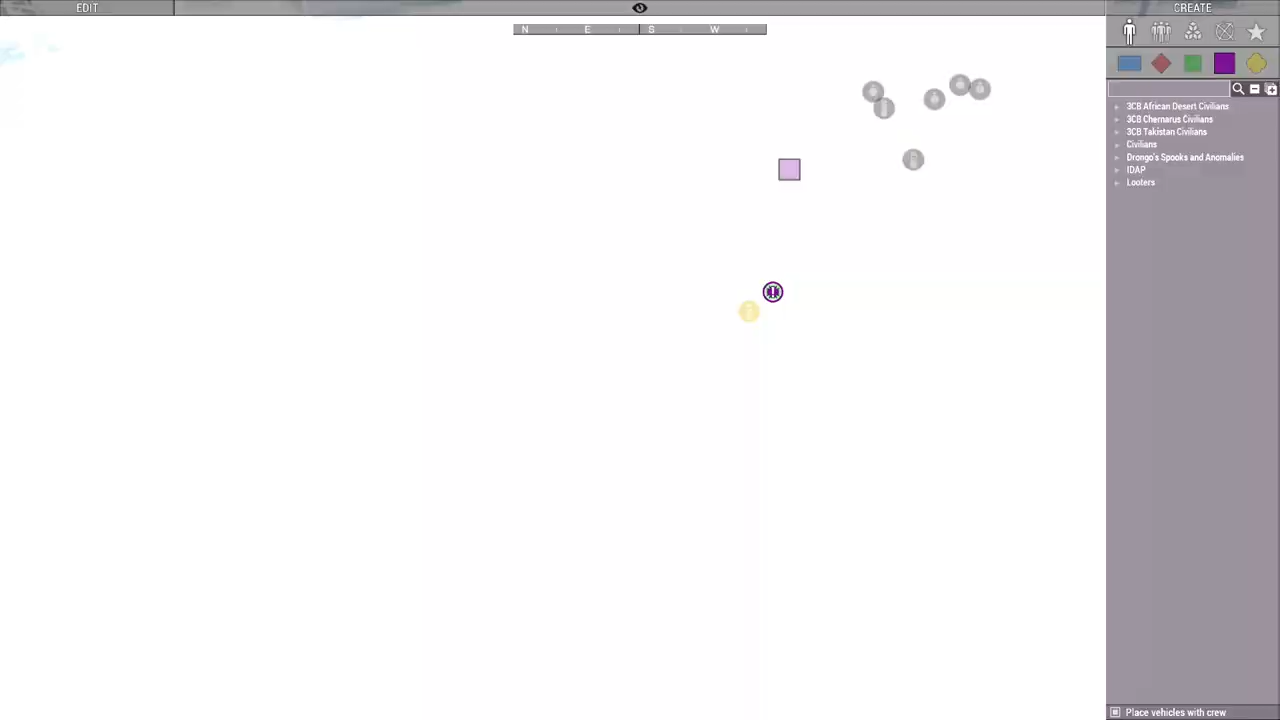 EDIT
CREATE
N E S W
3CB African Desert Civilians
3CB Chernarus Civilians
3CB Takistan Civilians
Civilians
Drongo's Spooks and Anomalies
IDAP
Looters
Place vehicles with crew